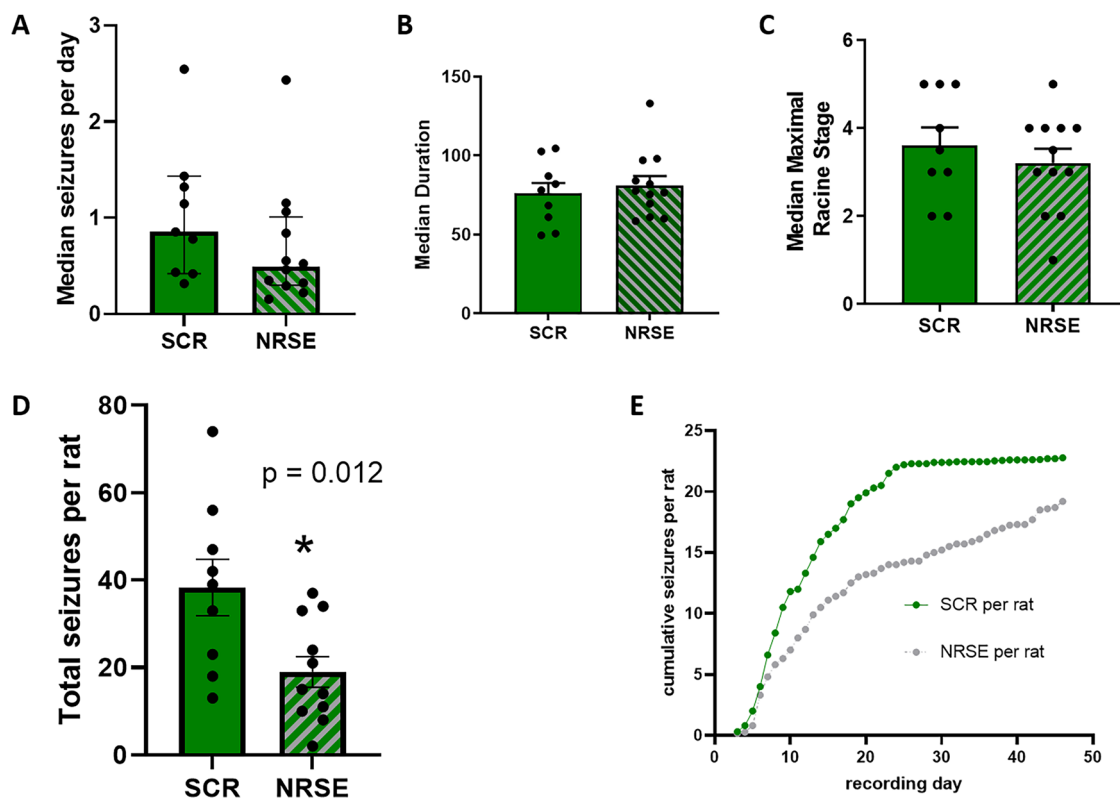 A
Median seizures per day
3
2
1
0
SCR NRSE
B
Median Duration
150
100
50
0
SCR NRSE
C
Median Maximal
Racine Stage
6
4
2
0
SCR NRSE
D
Total seizures per rat
80
60
40
20
0
p = 0.012
*
SCR NRSE
E
cumulative seizures per rat
25
20
15
10
5
0
SCR per rat
NRSE per rat
0 10 20 30 40 50
recording day